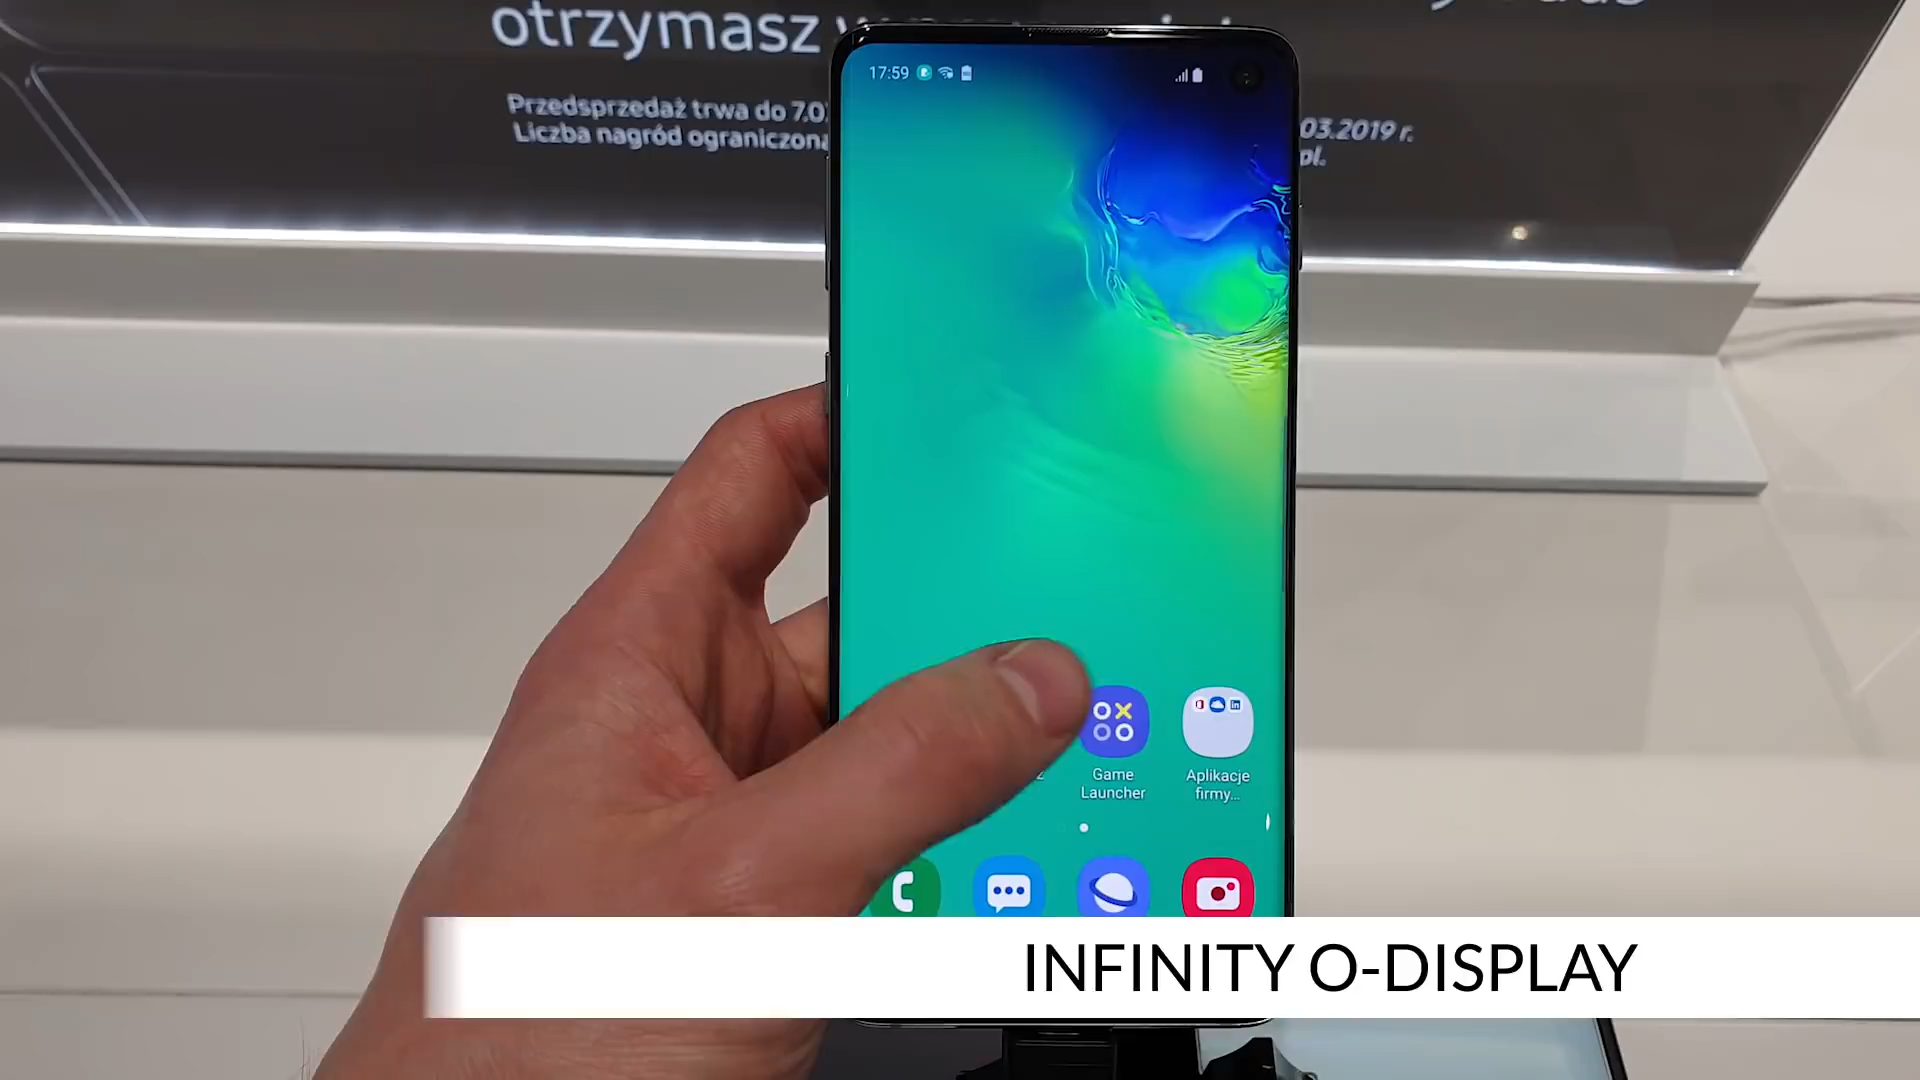 otrzymasz
Przedsprzedaż trwa do 7.0
03.2019 r.
Liczba nagród ograniczona
pl.
17:59
Game
Launcher
Aplikacje
firmy...
INFINITY O-DISPLAY